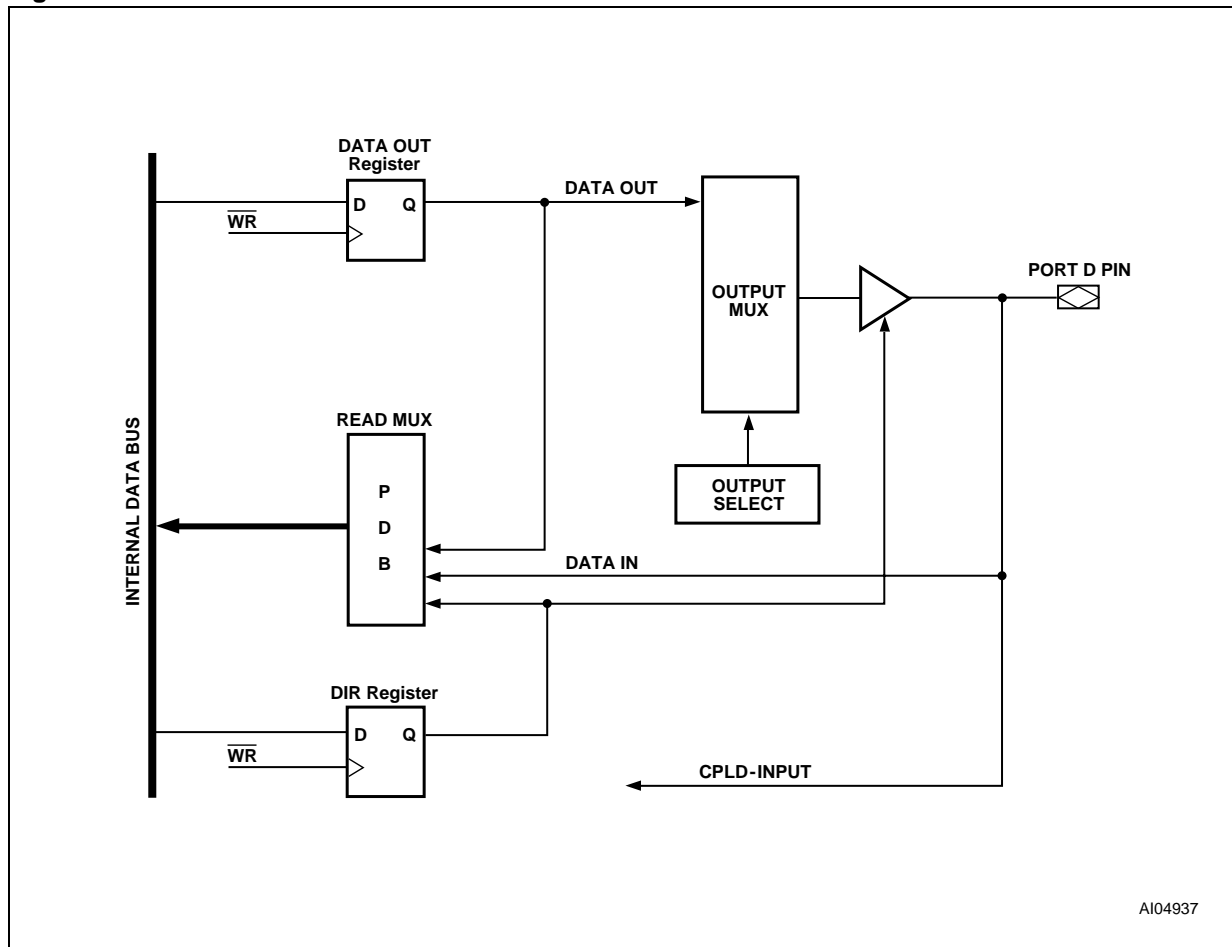 DATA OUT
Register
D Q
WR
DATA OUT
OUTPUT
MUX
PORT D PIN
READ MUX
P
D
B
OUTPUT
SELECT
INTERNAL DATA BUS
DATA IN
DIR Register
D Q
WR
CPLD-INPUT
AI04937